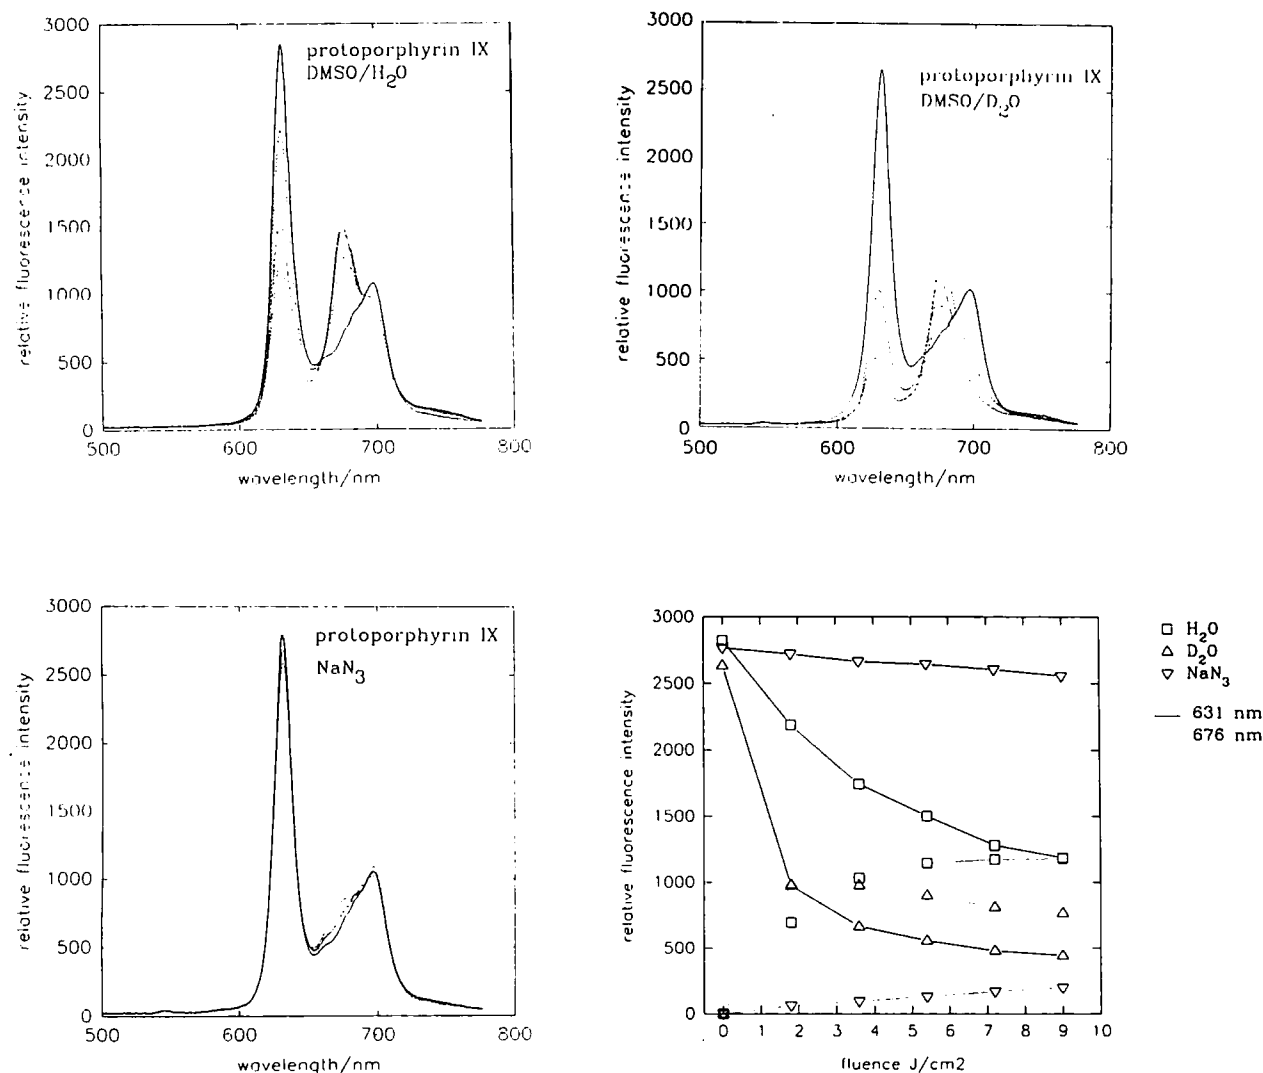 3000
2500
2000
1500
1000
500
0
500
600
700
800
relative fluorescence intensity
wavelength/nm
protoporphyrin IX
DMSO/H2O
3000
2500
2000
1500
1000
500
0
500
600
700
800
relative fluorescence intensity
wavelength/nm
protoporphyrin IX
DMSO/D2O
3000
2500
2000
1500
1000
500
0
500
600
700
800
relative fluorescence intensity
wavelength/nm
protoporphyrin IX
NaN3
3000
2500
2000
1500
1000
500
0
0 1 2 3 4 5 6 7 8 9 10
relative fluorescence intensity
fluence J/cm2
H2O
D2O
NaN3
631 nm
676 nm